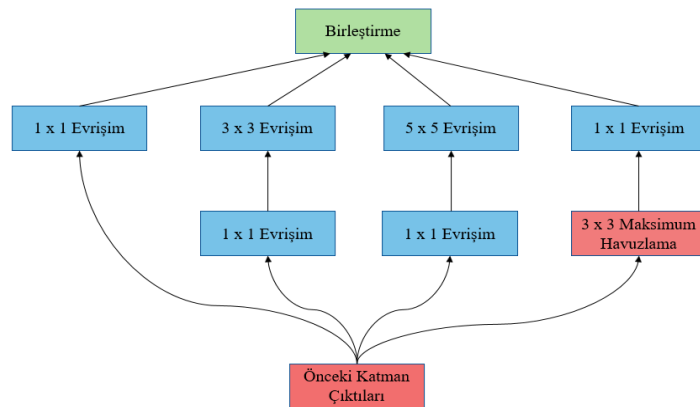 Birleştirme
1 x 1 Evrişim
3 x 3 Evrişim
5 x 5 Evrişim
1 x 1 Evrişim
1 x 1 Evrişim
1 x 1 Evrişim
3 x 3 Maksimum
Havuzlama
Önceki Katman
Çıktıları